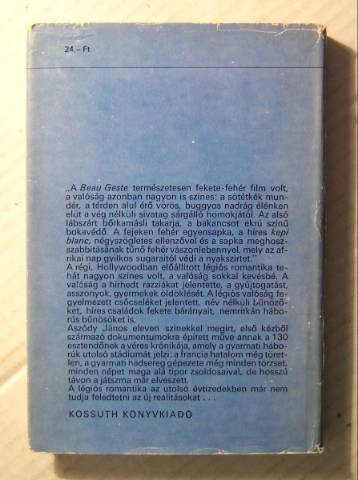 24.– Ft
„A Beau Geste természetesen fekete-fehér film volt,
a valóság azonban nagyon is színes: a sötétkék mun-
dér, a térden alul érő vörös, buggyos nadrág élénken
elüt a vég nélküli sivatag sárgálló homokjától. Az alsó
lábszárt bőrkamásli takarja, a bakancsot ekrü színű
bokavédő. A fejeken fehér egyensapka, a híres kepi
blanc, négyszögletes ellenzővel és a sapka meghosz-
szabbításának tűnő fehér vászonlebennyel, mely az afri-
kai nap gyilkos sugaraitól védi a nyakszirtet.”
A régi, Hollywoodban előállított légiós romantika te-
hát nagyon színes volt, a valóság sokkal kevésbé. A
valóság a hirhedt razziákat jelentette, a gyújtogatást,
asszonyok, gyermekek öldöklését. A légiós valóság fe-
gyelmezett csőcseléket jelentett, név nélküli bűnözők-
ket, híres családok fekete bárányait, nemritkán hábo-
rús bűnösöket is.
Aszódy János eleven színekkel megírt, első kézből
származó dokumentumokra épített műve annak a 130
esztendőnek a véres krónikája, amely a gyarmati hábo-
rúk utolsó stádiumát jelzi: a francia hatalom még töret-
len, a gyarmati hadsereg gépezete még minden törzset,
minden népet maga alá tipor zsoldosaival, de hosszú
távon a játszma már elveszett.
A légiós romantika az utolsó évtizedekben már nem
tudja feledtetni az új realitásokat . . .
KOSSUTH KÖNYVKIADÓ